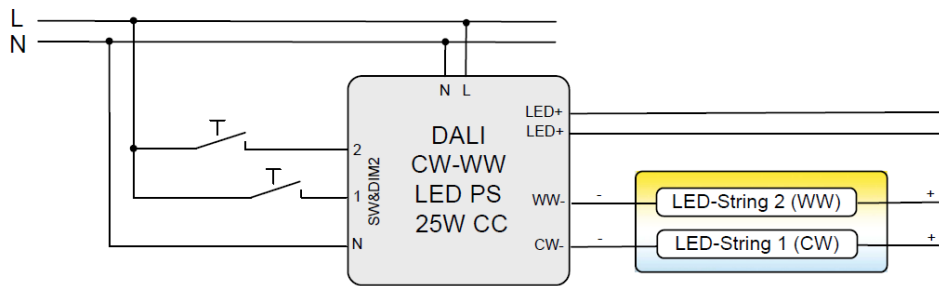 L
N
N L
LED+
LED+
DALI
CW-WW
LED PS
25W CC
2
1
N
SW&DIM2
WW-
-
LED-String 2 (WW)
+
CW-
-
LED-String 1 (CW)
+